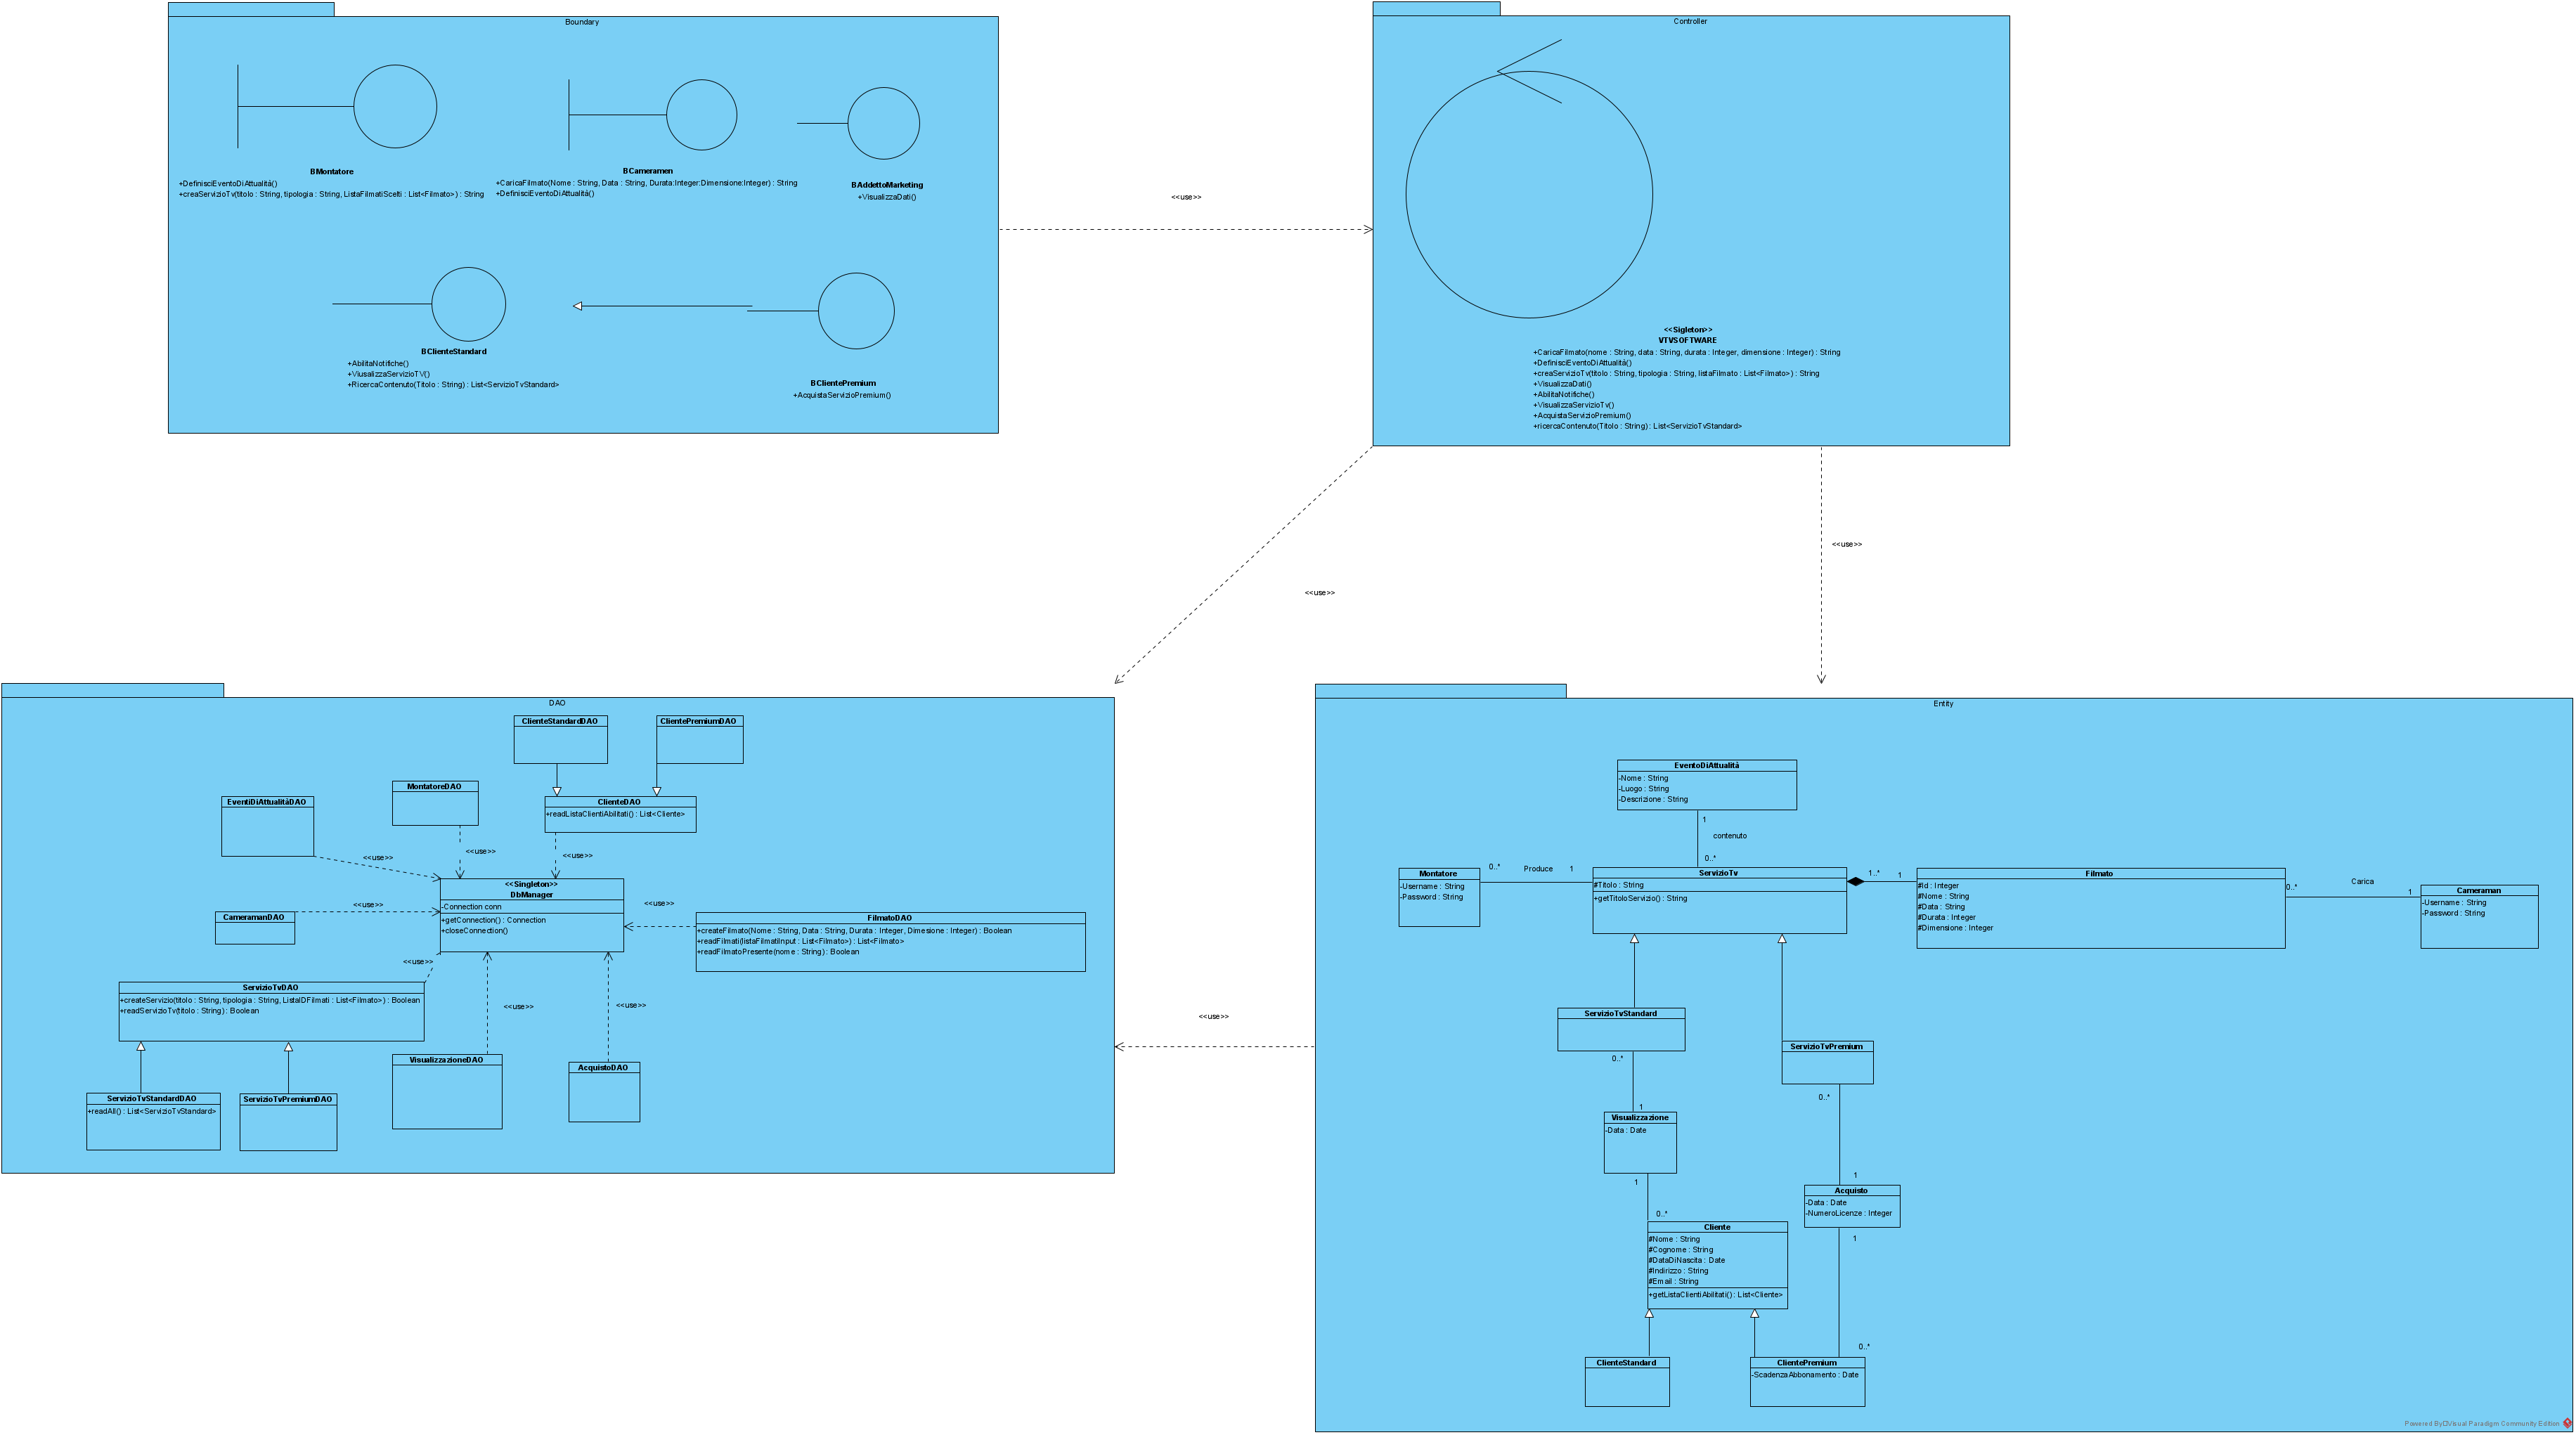 Boundary
BMontatore
+DefinisciEventoDiAttualità()
+creaServizioTv(titolo : String, tipologia : String, ListaFilmatiScelti : List<Filmato>) : String
BCameramen
+CaricaFilmato(Nome : String, Data : String, Durata:Integer:Dimensione:Integer) : String
+DefinisciEventoDiAttualità()
BAddettoMarketing
+VisualizzaDati()
BClienteStandard
+AbilitaNotifiche()
+ViusalizzaServizioTV()
+RicercaContenuto(Titolo : String) : List<ServizioTvStandard>
BClientePremium
+AcquistaServizioPremium()
<<use>>
Controller
<<Sigleton>>
VTVSOFTWARE
+CaricaFilmato(nome : String, data : String, durata : Integer, dimensione : Integer) : String
+DefinisciEventoDiAttualità()
+creaServizioTv(titolo : String, tipologia : String, listaFilmato : List<Filmato>) : String
+VisualizzaDati()
+AbilitaNotifiche()
+VisualizzaServizioTv()
+AcquistaServizioPremium()
+ricercaContenuto(Titolo : String) : List<ServizioTvStandard>
<<use>>
<<use>>
DAO
ClienteStandardDAO
ClientePremiumDAO
MontatoreDAO
EventiDiAttualitàDAO
ClienteDAO
+readListaClientiAbilitati() : List<Cliente>
<<use>>
<<use>>
<<use>>
<<Singleton>>
DbManager
-Connection conn
+getConnection() : Connection
+closeConnection()
<<use>>
CameramanDAO
<<use>>
FilmatoDAO
+createFilmato(Nome : String, Data : String, Durata : Integer, Dimesione : Integer) : Boolean
+readFilmati(listaFilmatiInput : List<Filmato>) : List<Filmato>
+readFilmatoPresente(nome : String) : Boolean
<<use>>
ServizioTvDAO
+createServizio(titolo : String, tipologia : String, ListaIDFilmati : List<Filmato>) : Boolean
+readServizioTv(titolo : String) : Boolean
<<use>>
<<use>>
VisualizzazioneDAO
AcquistoDAO
ServizioTvStandardDAO
+readAll() : List<ServizioTvStandard>
ServizioTvPremiumDAO
<<use>>
Entity
EventoDiAttualità
-Nome : String
-Luogo : String
-Descrizione : String
1
contenuto
0..*
Montatore
-Username : String
-Password : String
0..*
Produce
1
ServizioTv
#Titolo : String
+getTitoloServizio() : String
1..*
1
Filmato
#Id : Integer
#Nome : String
#Data : String
#Durata : Integer
#Dimensione : Integer
0..*
Carica
1
Cameraman
-Username : String
-Password : String
ServizioTvStandard
0..*
ServizioTvPremium
0..*
1
Visualizzazione
-Data : Date
1
0..*
1
Acquisto
-Data : Date
-NumeroLicenze : Integer
1
Cliente
#Nome : String
#Cognome : String
#DataDiNascita : Date
#Indirizzo : String
#Email : String
+getListaClientiAbilitati() : List<Cliente>
0..*
ClienteStandard
ClientePremium
-ScadenzaAbbonamento : Date
Powered By Visual Paradigm Community Edition